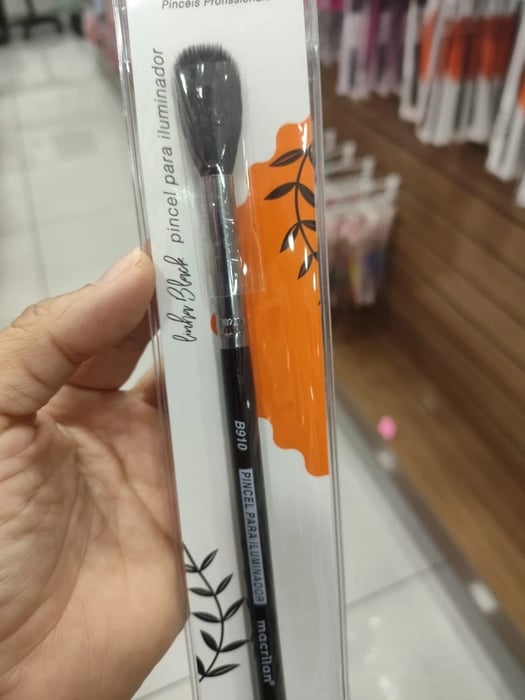 Pincéis Profissionais
linha Black pincel para iluminador
B910
PINCEL PARA ILUMINADOR
macrilan®